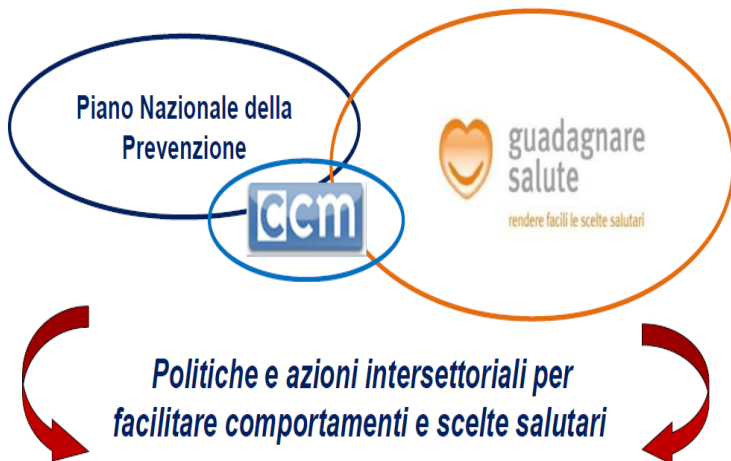 Piano Nazionale della
Prevenzione
guadagnare
salute
rendere facili le scelte salutari
ccm
Politiche e azioni intersettoriali per
facilitare comportamenti e scelte salutari